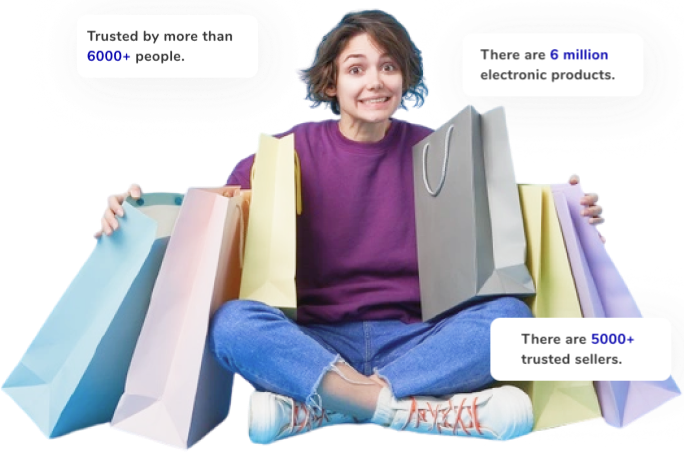 Trusted by more than
6000+ people.
There are 6 million
electronic products.
There are 5000+
trusted sellers.